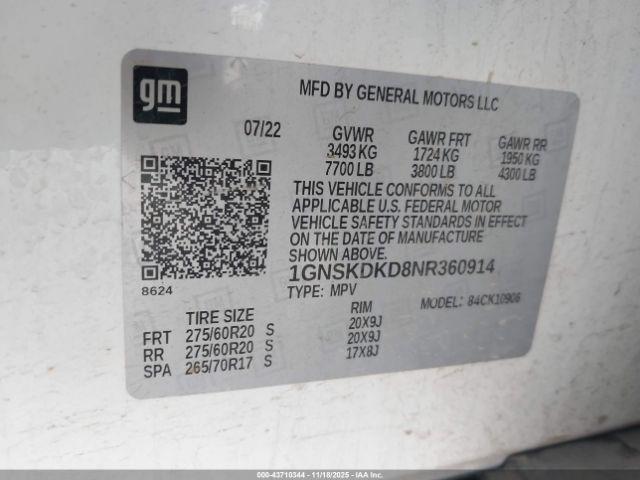 gm
MFD BY GENERAL MOTORS LLC
07/22 GVWR GAWR FRT GAWR RR
3493 KG 1724 KG 1950 KG
7700 LB 3800 LB 4300 LB
THIS VEHICLE CONFORMS TO ALL
APPLICABLE U.S. FEDERAL MOTOR
VEHICLE SAFETY STANDARDS IN EFFECT
ON THE DATE OF MANUFACTURE
SHOWN ABOVE.
1GNSKDKD8NR360914
8624
TYPE: MPV MODEL: 84CK10906
TIRE SIZE RIM
FRT 275/60R20 S 20X9J
RR 275/60R20 S 20X9J
SPA 265/70R17 S 17X8J
000-43710344 - 11/18/2025 - IAA Inc.